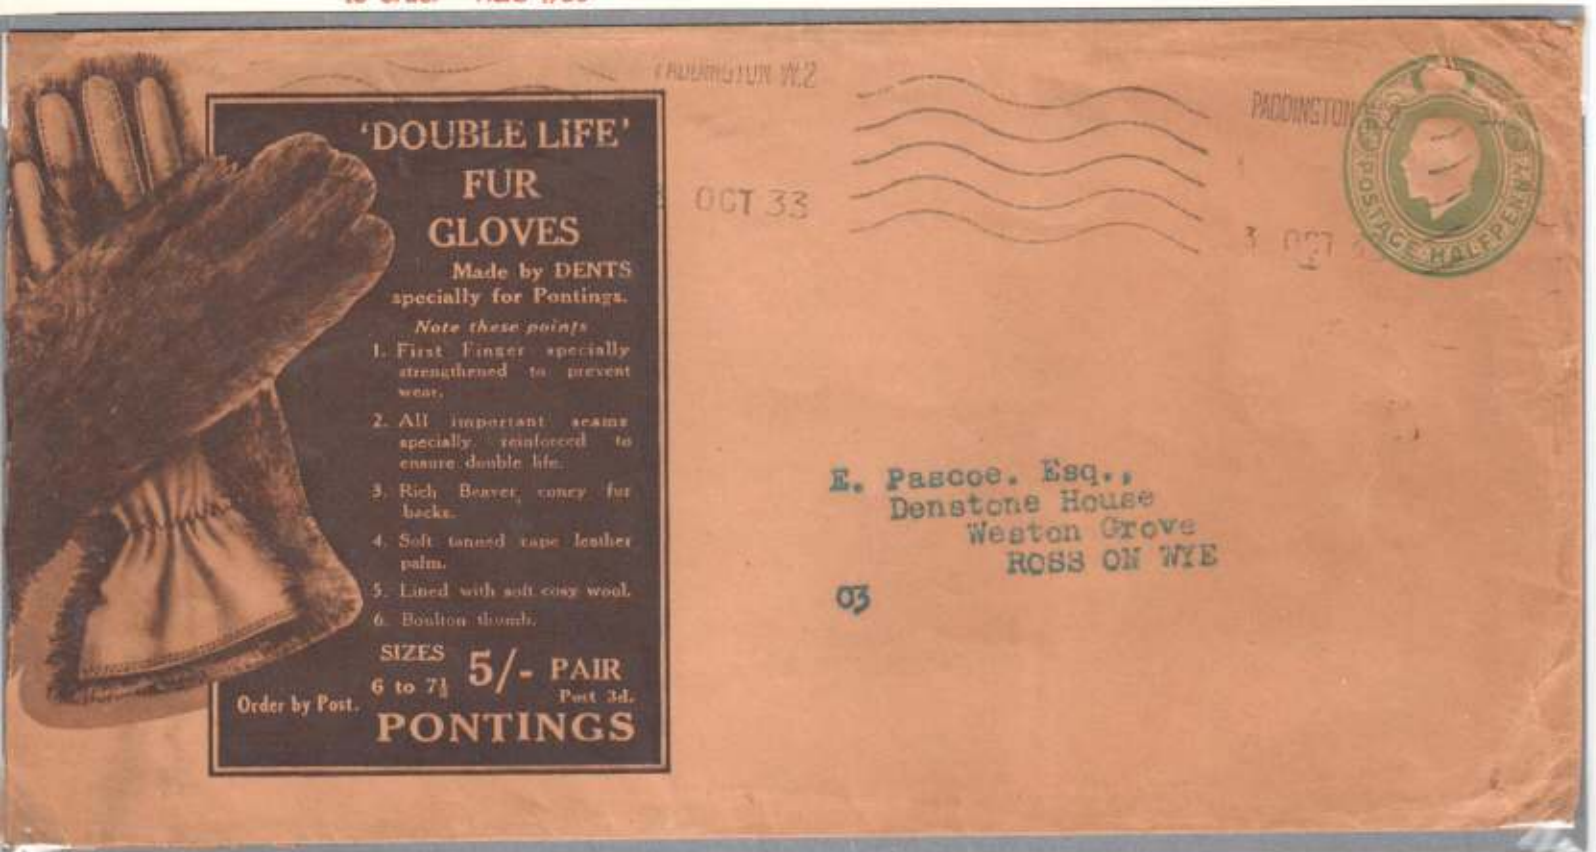 'DOUBLE LIFE'
FUR
GLOVES
Made by DENTS
specially for Pontings.
Note these points
1. First Finger specially
strengthened to prevent
wear.
2. All important seams
specially reinforced to
ensure double life.
3. Rich Beaver coney fur
backs.
4. Soft tanned cape leather
palm.
5. Lined with soft cosy wool.
6. Boulton thumb.
SIZES
6 to 7½
5/- PAIR
Post 3d.
Order by Post.
PONTINGS
PADDINGTON W.2
OCT 33
PADDINGTON
3 OCT
POSTAGE HALFPENNY
E. Pascoe. Esq.,
Denstone House
Weston Grove
ROSS ON WYE
03